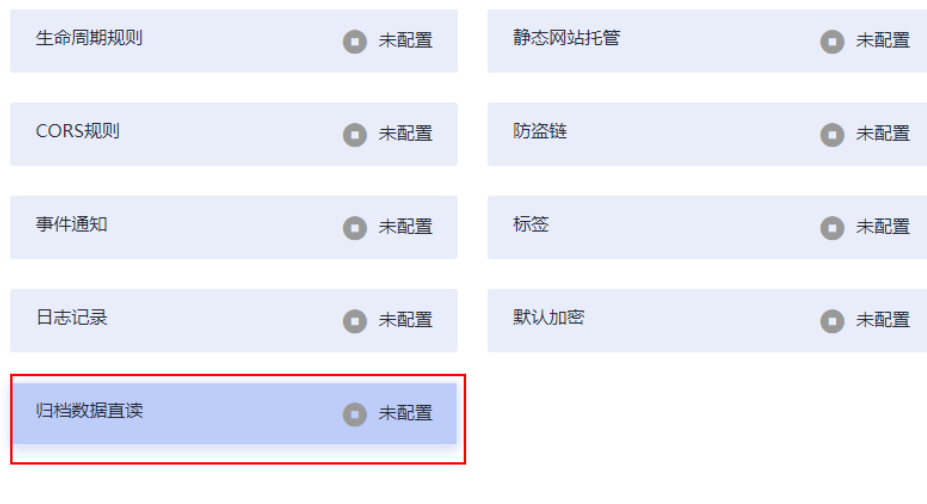 生命周期规则 未配置 静态网站托管 未配置
CORS规则 未配置 防盗链 未配置
事件通知 未配置 标签 未配置
日志记录 未配置 默认加密 未配置
归档数据直读 未配置